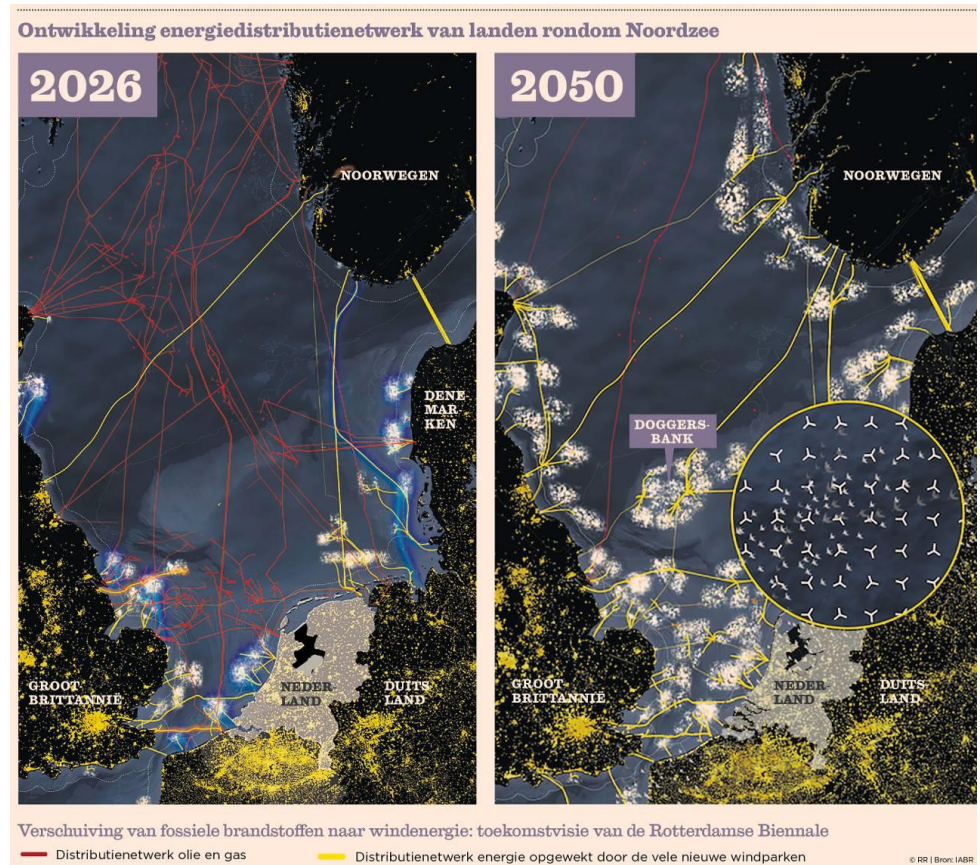 Ontwikkeling energiedistributienetwerk van landen rondom Noordzee
2026
NOORWEGEN
DENE-
MAR-
KEN
GROOT-
BRITTANNIË
NEDER-
LAND
DUITS-
LAND
2050
NOORWEGEN
DOGGERS-
BANK
GROOT-
BRITTANNIË
NEDER
LAND
DUITS-
LAND
Verschuiving van fossiele brandstoffen naar windenergie: toekomstvisie van de Rotterdamse Biennale
Distributienetwerk olie en gas
Distributienetwerk energie opgewekt door de vele nieuwe windparken
© RR | Bron: IABR